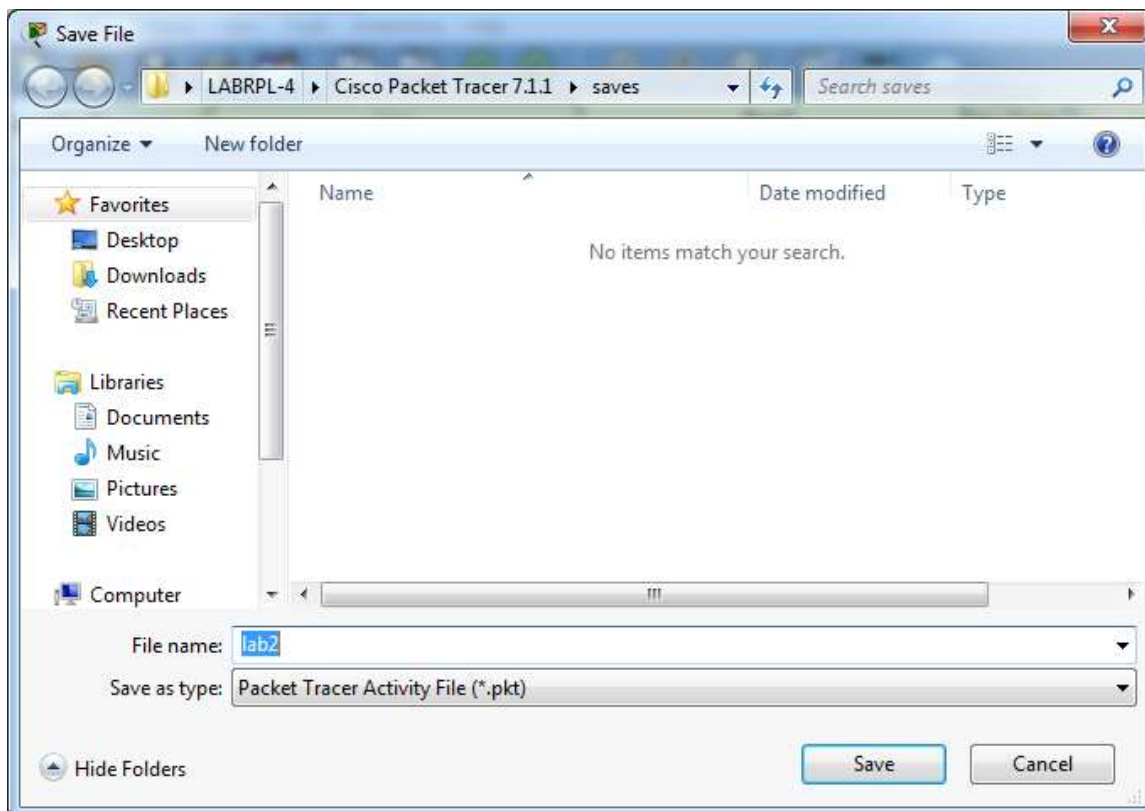 Save File
LABRPL-4 Cisco Packet Tracer 7.1.1 saves Search saves
Organize New folder
Name Date modified Type
No items match your search.
Favorites
Desktop
Downloads
Recent Places
Libraries
Documents
Music
Pictures
Videos
Computer
File name: lab2
Save as type: Packet Tracer Activity File (*.pkt)
Hide Folders Save Cancel